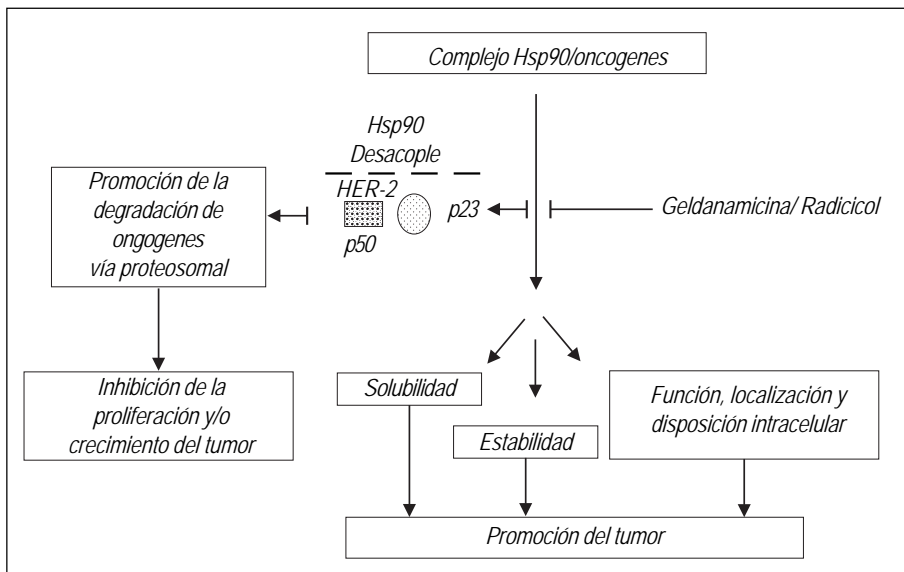 Complejo Hsp90/oncogenes
Hsp90
Desacople
HER-2
p23
p50
Geldanamicina/ Radicicol
Promoción de la
degradación de
ongogenes
vía proteosomal
Inhibición de la
proliferación y/o
crecimiento del tumor
Solubilidad
Estabilidad
Función, localización y
disposición intracelular
Promoción del tumor